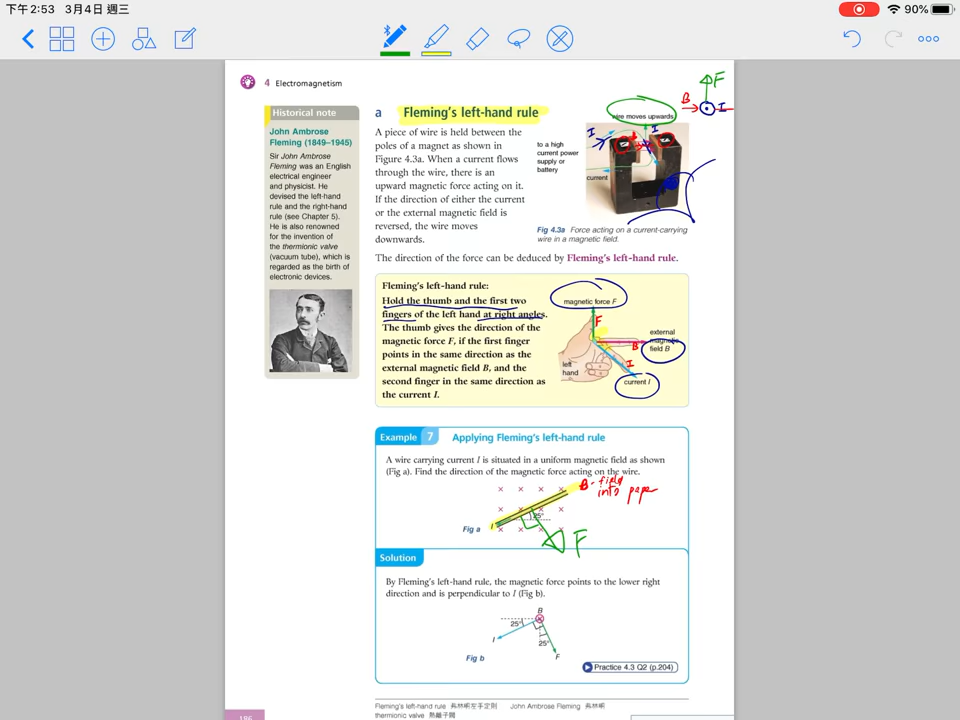 下午 2:53 3月4日 週三
90%
4 Electromagnetism
Historical note
John Ambrose
Fleming (1849–1945)
Sir John Ambrose
Fleming was an English
electrical engineer
and physicist. He
devised the left-hand
rule and the right-hand
rule (see Chapter 5).
He is also renowned
for the invention of
the thermionic valve
(vacuum tube), which is
regarded as the birth of
electronic devices.
a Fleming's left-hand rule
A piece of wire is held between the
poles of a magnet as shown in
Figure 4.3a. When a current flows
through the wire, there is an
upward magnetic force acting on it.
If the direction of either the current
or the external magnetic field is
reversed, the wire moves
downwards.
F
B
I
wire moves upwards
I
I
to a high
current power
supply or
battery
current
Fig 4.3a Force acting on a current-carrying
wire in a magnetic field.
The direction of the force can be deduced by Fleming's left-hand rule.
Fleming's left-hand rule:
Hold the thumb and the first two
fingers of the left hand at right angles.
The thumb gives the direction of the
magnetic force F, if the first finger
points in the same direction as the
external magnetic field B, and the
second finger in the same direction as
the current I.
magnetic force F
F
external
magnetic
field B
B
I
left
hand
current I
Example 7 Applying Fleming's left-hand rule
A wire carrying current I is situated in a uniform magnetic field as shown
(Fig a). Find the direction of the magnetic force acting on the wire.
B-field
into paper
25°
I
Fig a
F
Solution
By Fleming's left-hand rule, the magnetic force points to the lower right
direction and is perpendicular to I (Fig b).
B
25°
I
25°
F
Fig b
Practice 4.3 Q2 (p.204)
Fleming's left-hand rule 弗林明左手定則 John Ambrose Fleming 弗林明
thermionic valve 熱離子閥
186